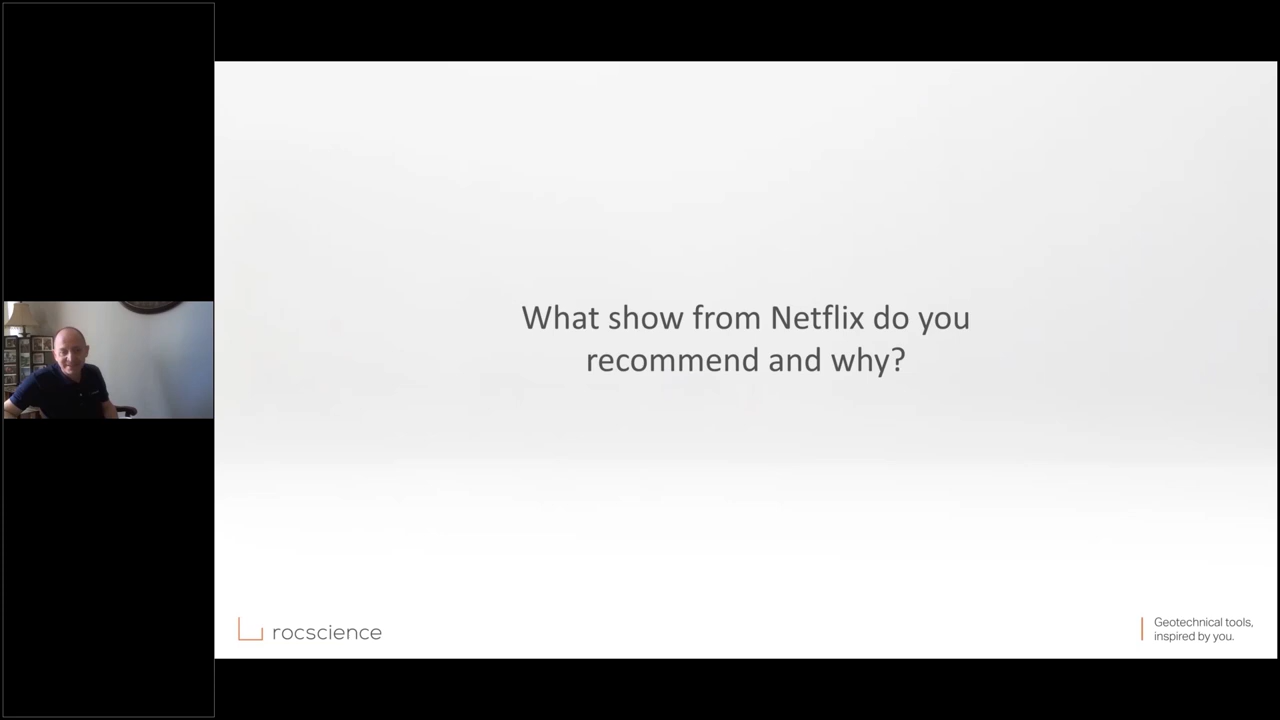 What show from Netflix do you
recommend and why?
rocscience
Geotechnical tools,
inspired by you.